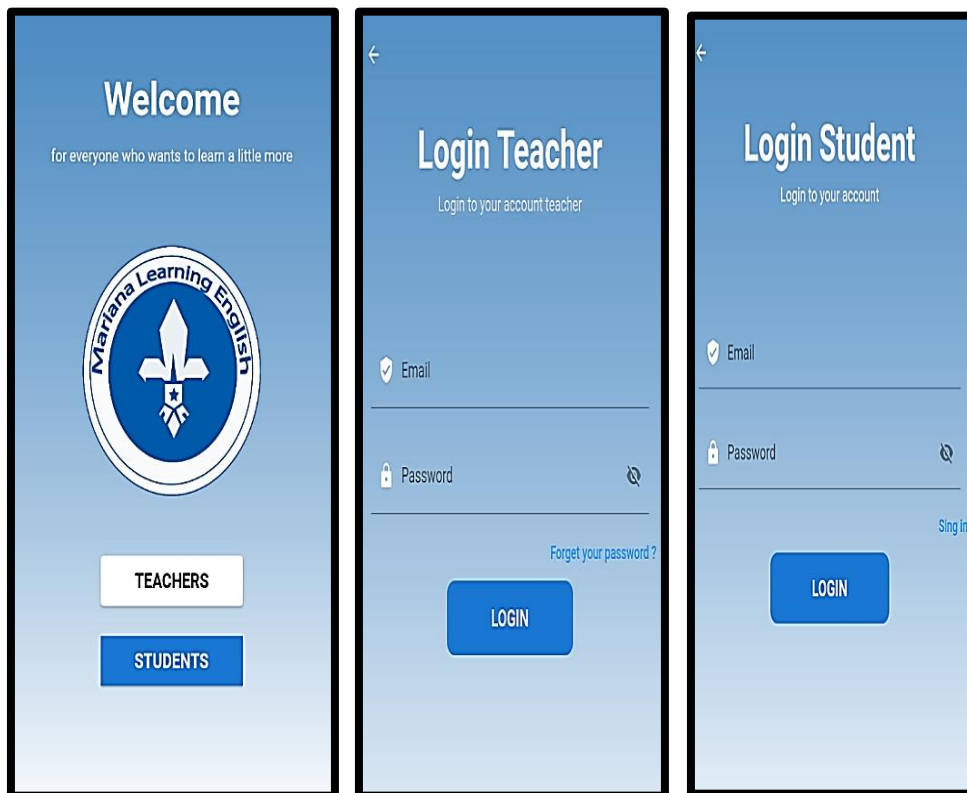 Welcome
for everyone who wants to learn a little more
Mariana Learning English
TEACHERS
STUDENTS
Login Teacher
Login to your account teacher
Email
Password
Forget your password ?
LOGIN
Login Student
Login to your account
Email
Password
Sing in
LOGIN